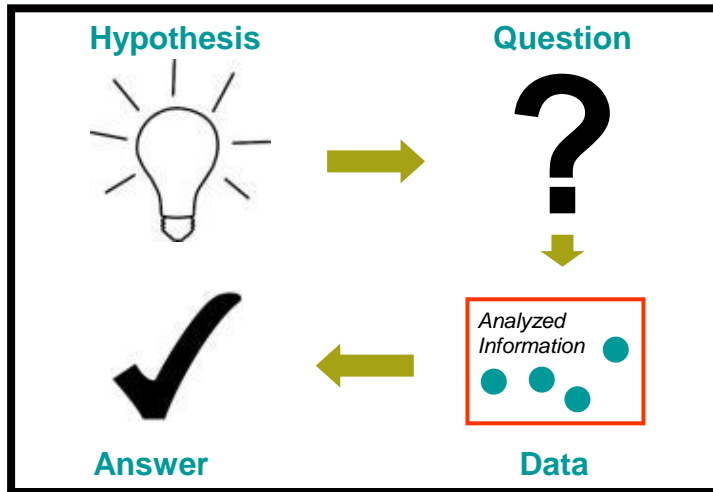 Hypothesis
Question
?
Analyzed
Information
Answer
Data